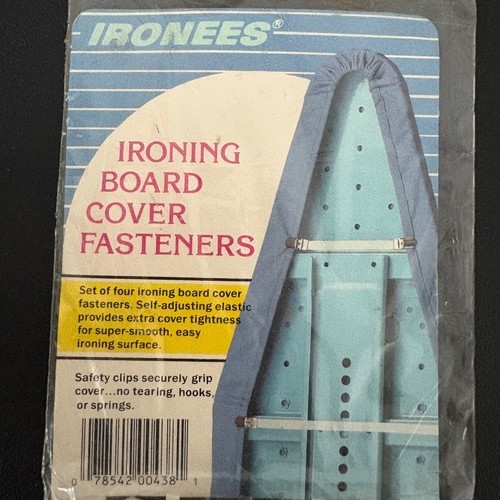 IRONEES®
IRONING
BOARD
COVER
FASTENERS
Set of four ironing board cover
fasteners. Self-adjusting elastic
provides extra cover tightness
for super-smooth, easy
ironing surface.
Safety clips securely grip
cover...no tearing, hooks,
or springs.
0 78542 00438 1